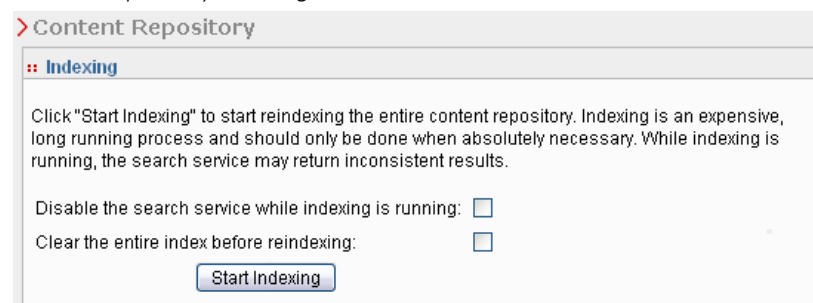 Content Repository
Indexing
Click "Start Indexing" to start reindexing the entire content repository. Indexing is an expensive,
long running process and should only be done when absolutely necessary. While indexing is
running, the search service may return inconsistent results.
Disable the search service while indexing is running:
Clear the entire index before reindexing:
Start Indexing